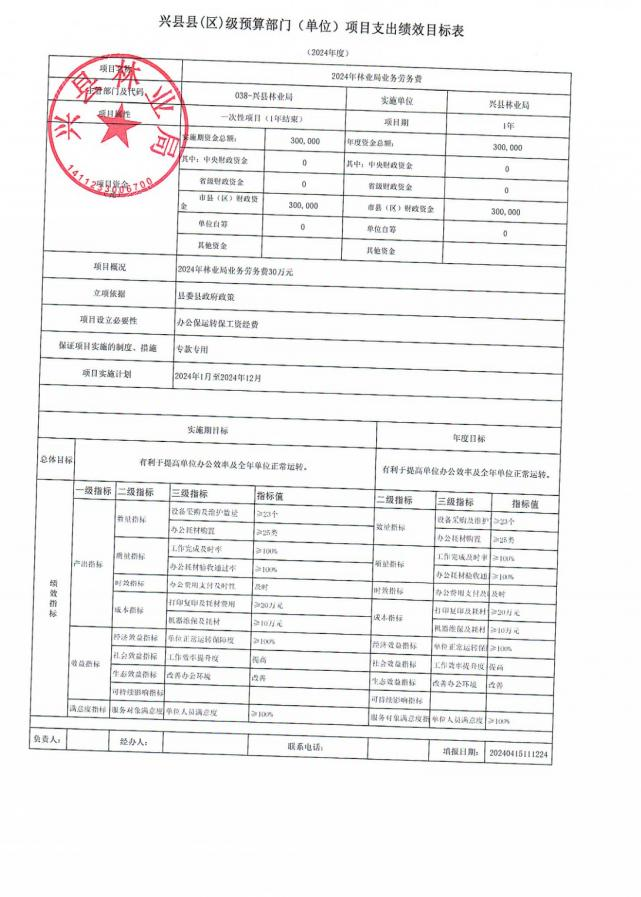 兴县县(区)级预算部门（单位）项目支出绩效目标表
（2024年度）
项目名称 2024年林业局业务劳务费
主管部门及代码 038-兴县林业局 实施单位 兴县林业局
项目属性 一次性项目（1年结束） 项目期 1年
项目资金
实施期资金总额： 300,000 年度资金总额： 300,000
其中：中央财政资金 0 其中：中央财政资金 0
省级财政资金 0 省级财政资金 0
市县（区）财政资金 300,000 市县（区）财政资金 300,000
单位自筹 0 单位自筹 0
其他资金 其他资金
兴县林业局
1411233006700
项目概况 2024年林业局业务劳务费30万元
立项依据 县委县政府政策
项目设立必要性 办公保运转保工资经费
保证项目实施的制度、措施 专款专用
项目实施计划 2024年1月至2024年12月
实施期目标 年度目标
总体目标 有利于提高单位办公效率及全年单位正常运转。 有利于提高单位办公效率及全年单位正常运转。
绩效指标
一级指标 二级指标 三级指标 指标值 二级指标 三级指标 指标值
产出指标 数量指标 设备采购及维护数量 ≥23个 数量指标 设备采购及维护 ≥23个
办公耗材购置 ≥25类 办公耗材购置 ≥25类
质量指标 工作完成及时率 ≥100% 质量指标 工作完成及时率 ≥100%
办公耗材验收通过率 ≥100% 办公耗材验收通过 ≥100%
时效指标 办公费用支付及时性 及时 时效指标 办公费用支付及 及时
成本指标 打印复印及耗材费用 ≥20万元 成本指标 打印复印及耗材 ≥20万元
机器维保及耗材 ≥10万元 机器维保及耗材 ≥10万元
效益指标 经济效益指标 单位正常运转保障度 ≥100% 经济效益指标 单位正常运转保 ≥100%
社会效益指标 工作效率提升度 提高 社会效益指标 工作效率提升度 提高
生态效益指标 改善办公环境 改善 生态效益指标 改善办公环境 改善
可持续影响指标 可持续影响指标
满意度指标 服务对象满意度 单位人员满意度 ≥100% 服务对象满意度指 单位人员满意度 ≥100%
负责人： 经办人： 联系电话： 填报日期： 20240415111224